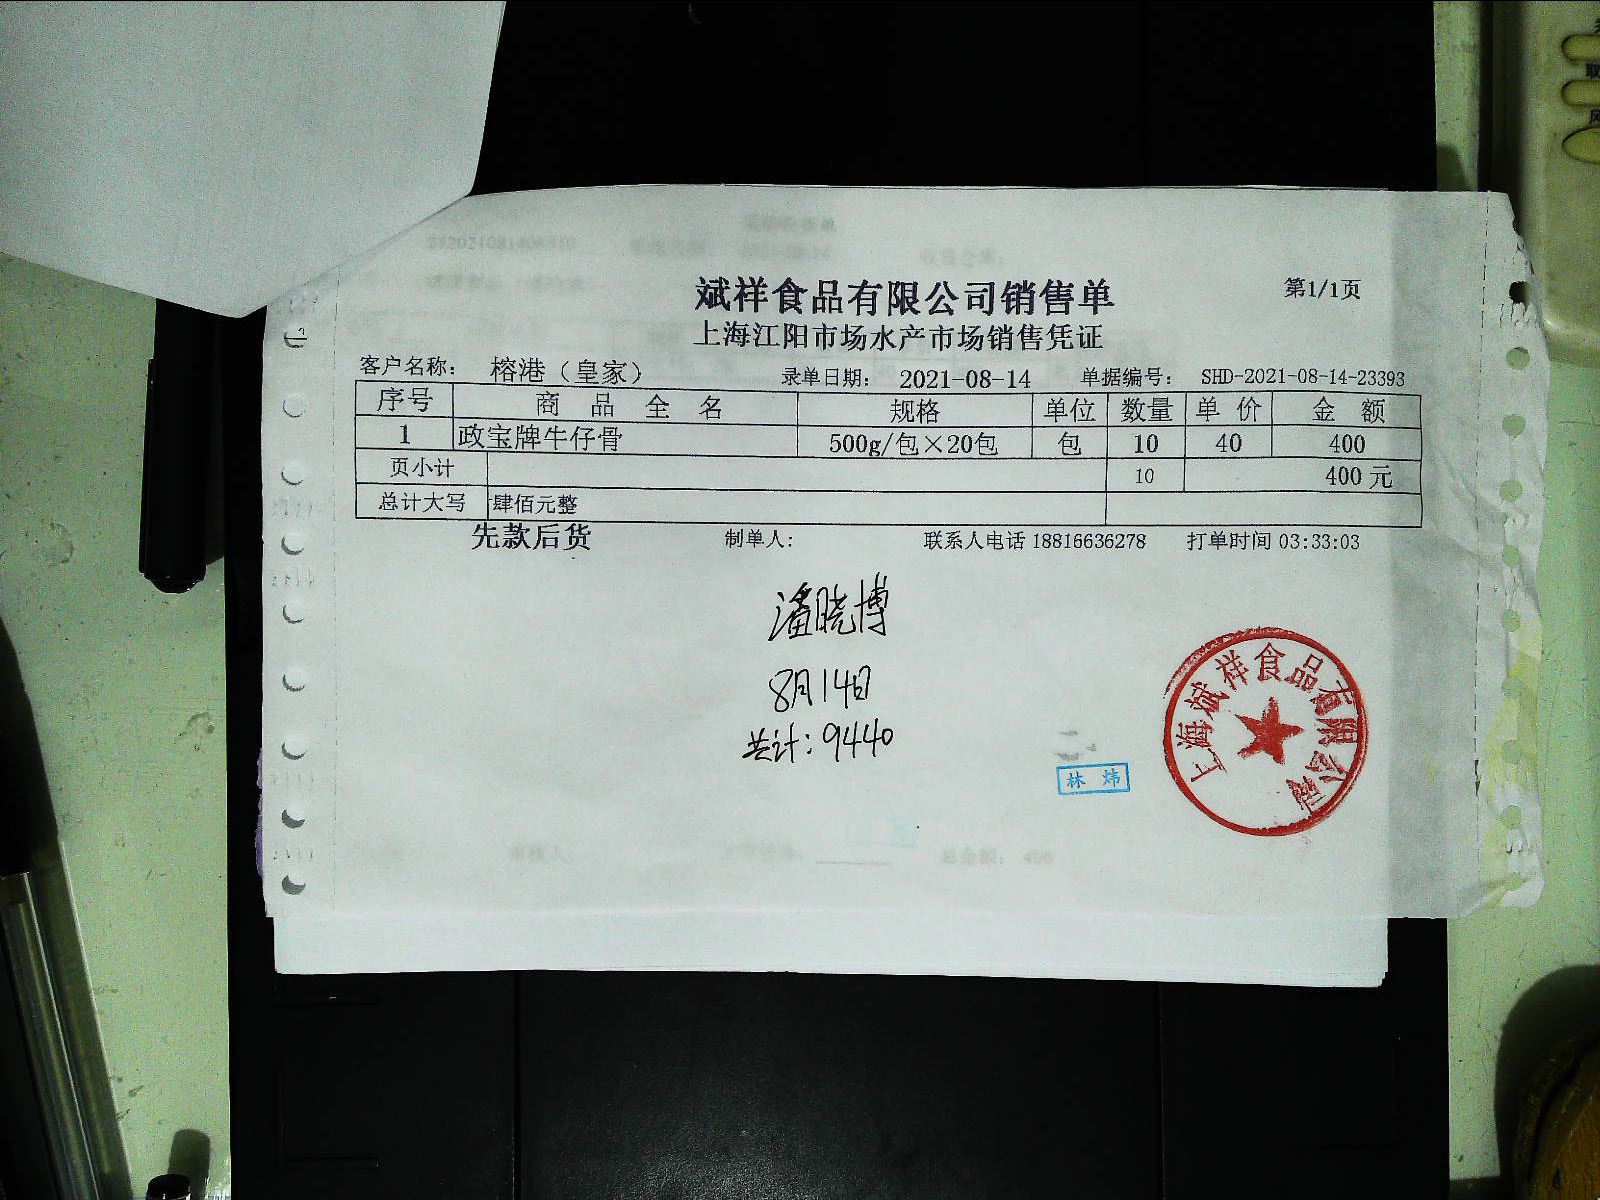 斌祥食品有限公司销售单
第1/1页
上海江阳市场水产市场销售凭证
客户名称： 榕港（皇家） 录单日期： 2021-08-14 单据编号： SHD-2021-08-14-23393
序号 商品全名 规格 单位 数量 单价 金额
1 政宝牌牛仔骨 500g/包×20包 包 10 40 400
页小计 10 400元
总计大写 肆佰元整
先款后货 制单人: 联系人电话 18816636278 打单时间 03:33:03
潘晓博
8月14日
共计：9440
林炜
上海斌祥食品有限公司